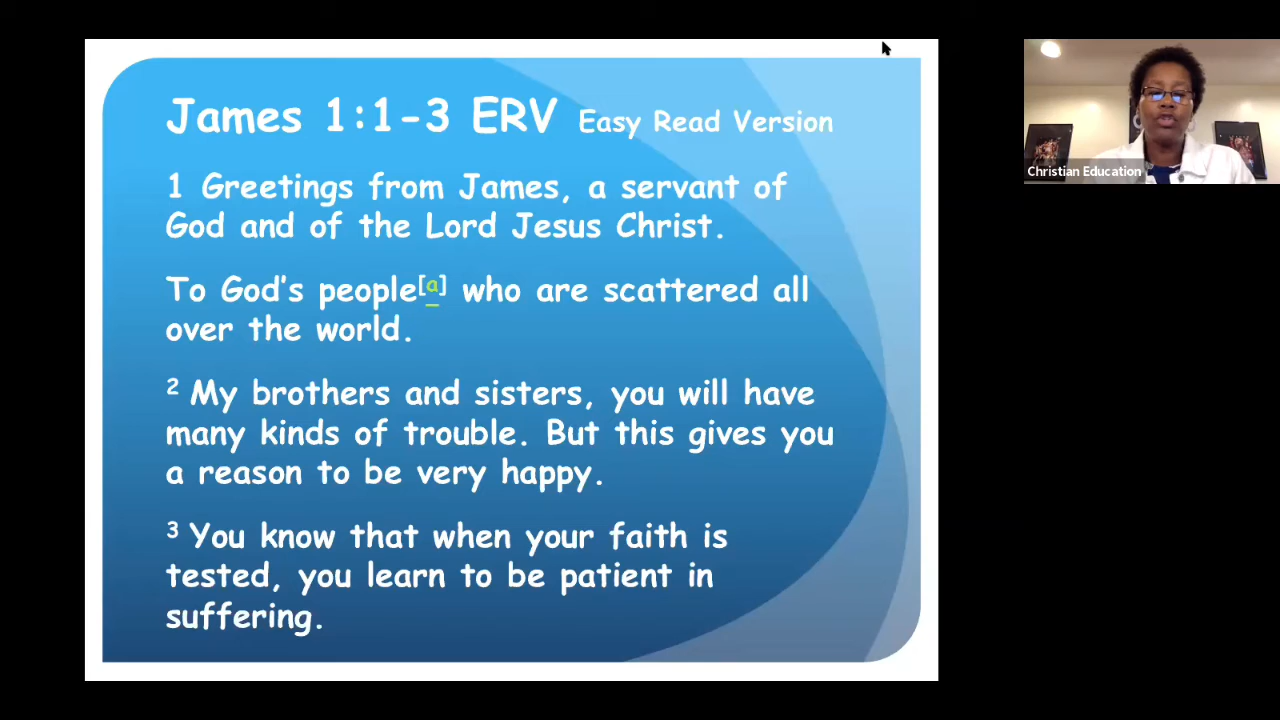 James 1:1-3 ERV Easy Read Version
1 Greetings from James, a servant of
God and of the Lord Jesus Christ.
To God's people[a] who are scattered all
over the world.
2 My brothers and sisters, you will have
many kinds of trouble. But this gives you
a reason to be very happy.
3 You know that when your faith is
tested, you learn to be patient in
suffering.
Christian Education